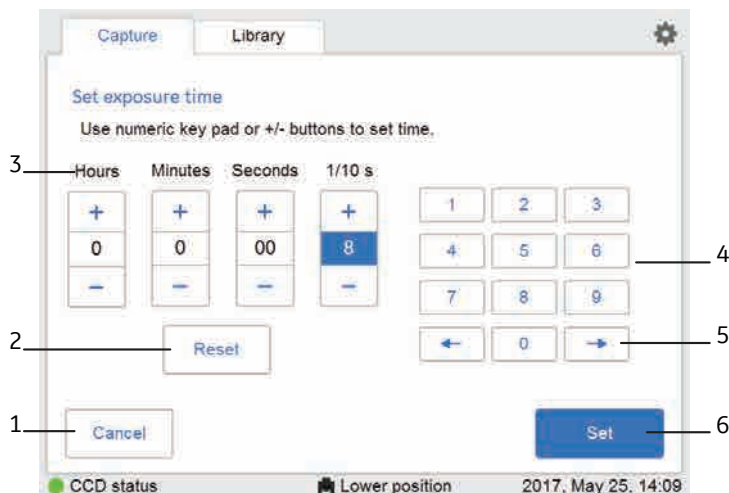 Capture Library
Set exposure time
Use numeric key pad or +/- buttons to set time.
3 Hours Minutes Seconds 1/10 s
+ + + + 1 2 3
0 0 00 8 4 5 6 4
− − − − 7 8 9
2 Reset ← 0 → 5
1 Cancel Set 6
CCD status Lower position 2017, May 25, 14:09